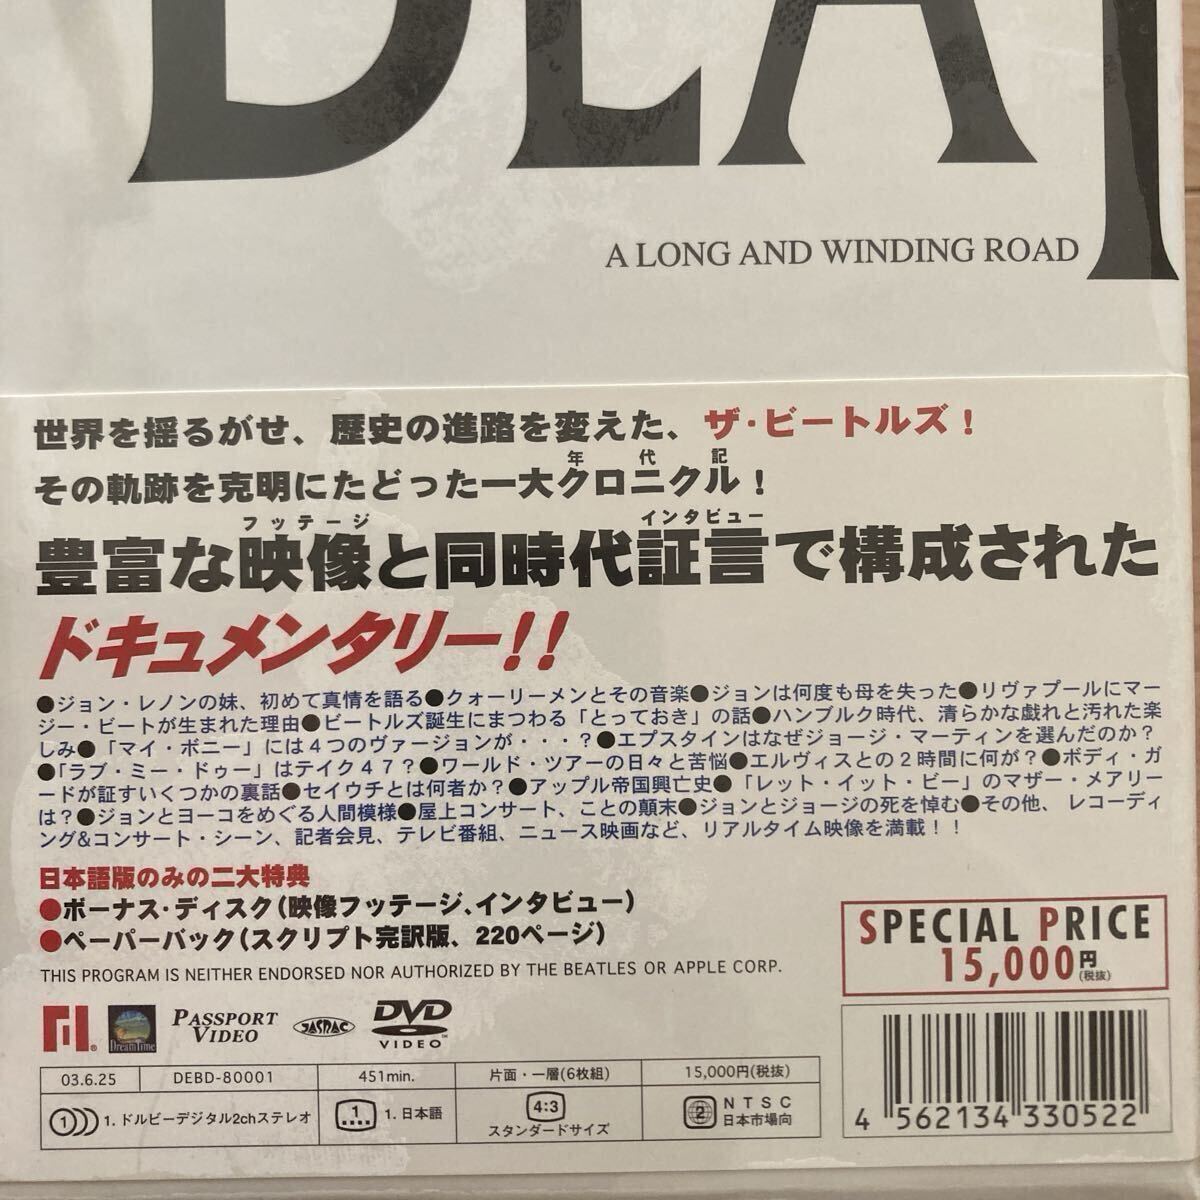 BEAT
A LONG AND WINDING ROAD
世界を揺るがせ、歴史の進路を変えた、ザ・ビートルズ！
年代記
その軌跡を克明にたどった一大クロニクル！
フッテージ インタビュー
豊富な映像と同時代証言で構成された
ドキュメンタリー!!
●ジョン・レノンの妹、初めて真情を語る●クォーリーメンとその音楽●ジョンは何度も母を失った●リヴァプールにマー
ジー・ビートが生まれた理由●ビートルズ誕生にまつわる「とっておき」の話●ハンブルク時代、清らかな戯れと汚れた楽
しみ●「マイ・ボニー」には４つのヴァージョンが・・・？●エプスタインはなぜジョージ・マーティンを選んだのか？
●「ラブ・ミー・ドゥー」はテイク４７？●ワールド・ツアーの日々と苦悩●エルヴィスとの２時間に何が？●ボディ・ガ
ードが証すいくつかの裏話●セイウチとは何者か？●アップル帝国興亡史●「レット・イット・ビー」のマザー・メアリー
は？●ジョンとヨーコをめぐる人間模様●屋上コンサート、ことの顛末●ジョンとジョージの死を悼む●その他、レコーディ
ング&コンサート・シーン、記者会見、テレビ番組、ニュース映画など、リアルタイム映像を満載！！
日本語版のみの二大特典
●ボーナス・ディスク（映像フッテージ、インタビュー）
●ペーパーバック（スクリプト完訳版、220ページ）
THIS PROGRAM IS NEITHER ENDORSED NOR AUTHORIZED BY THE BEATLES OR APPLE CORP.
SPECIAL PRICE
15,000円(税抜)
DreamTime
PASSPORT VIDEO
JASRAC
DVD VIDEO
03.6.25 DEBD-80001 451min. 片面・一層(6枚組) 15,000円(税抜)
1))) 1. ドルビーデジタル2chステレオ 1 1. 日本語 4:3 スタンダードサイズ 2 NTSC 日本市場向
4 562134 330522